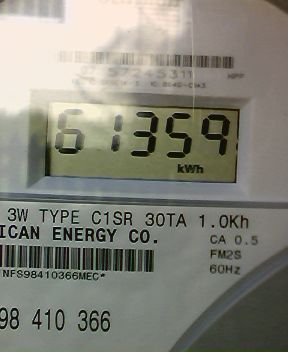 61359
kWh
3W TYPE C1SR 30TA 1.0Kh
ICAN ENERGY CO.
CA 0.5
FM2S
60Hz
NFS98410366MEC*
98 410 366